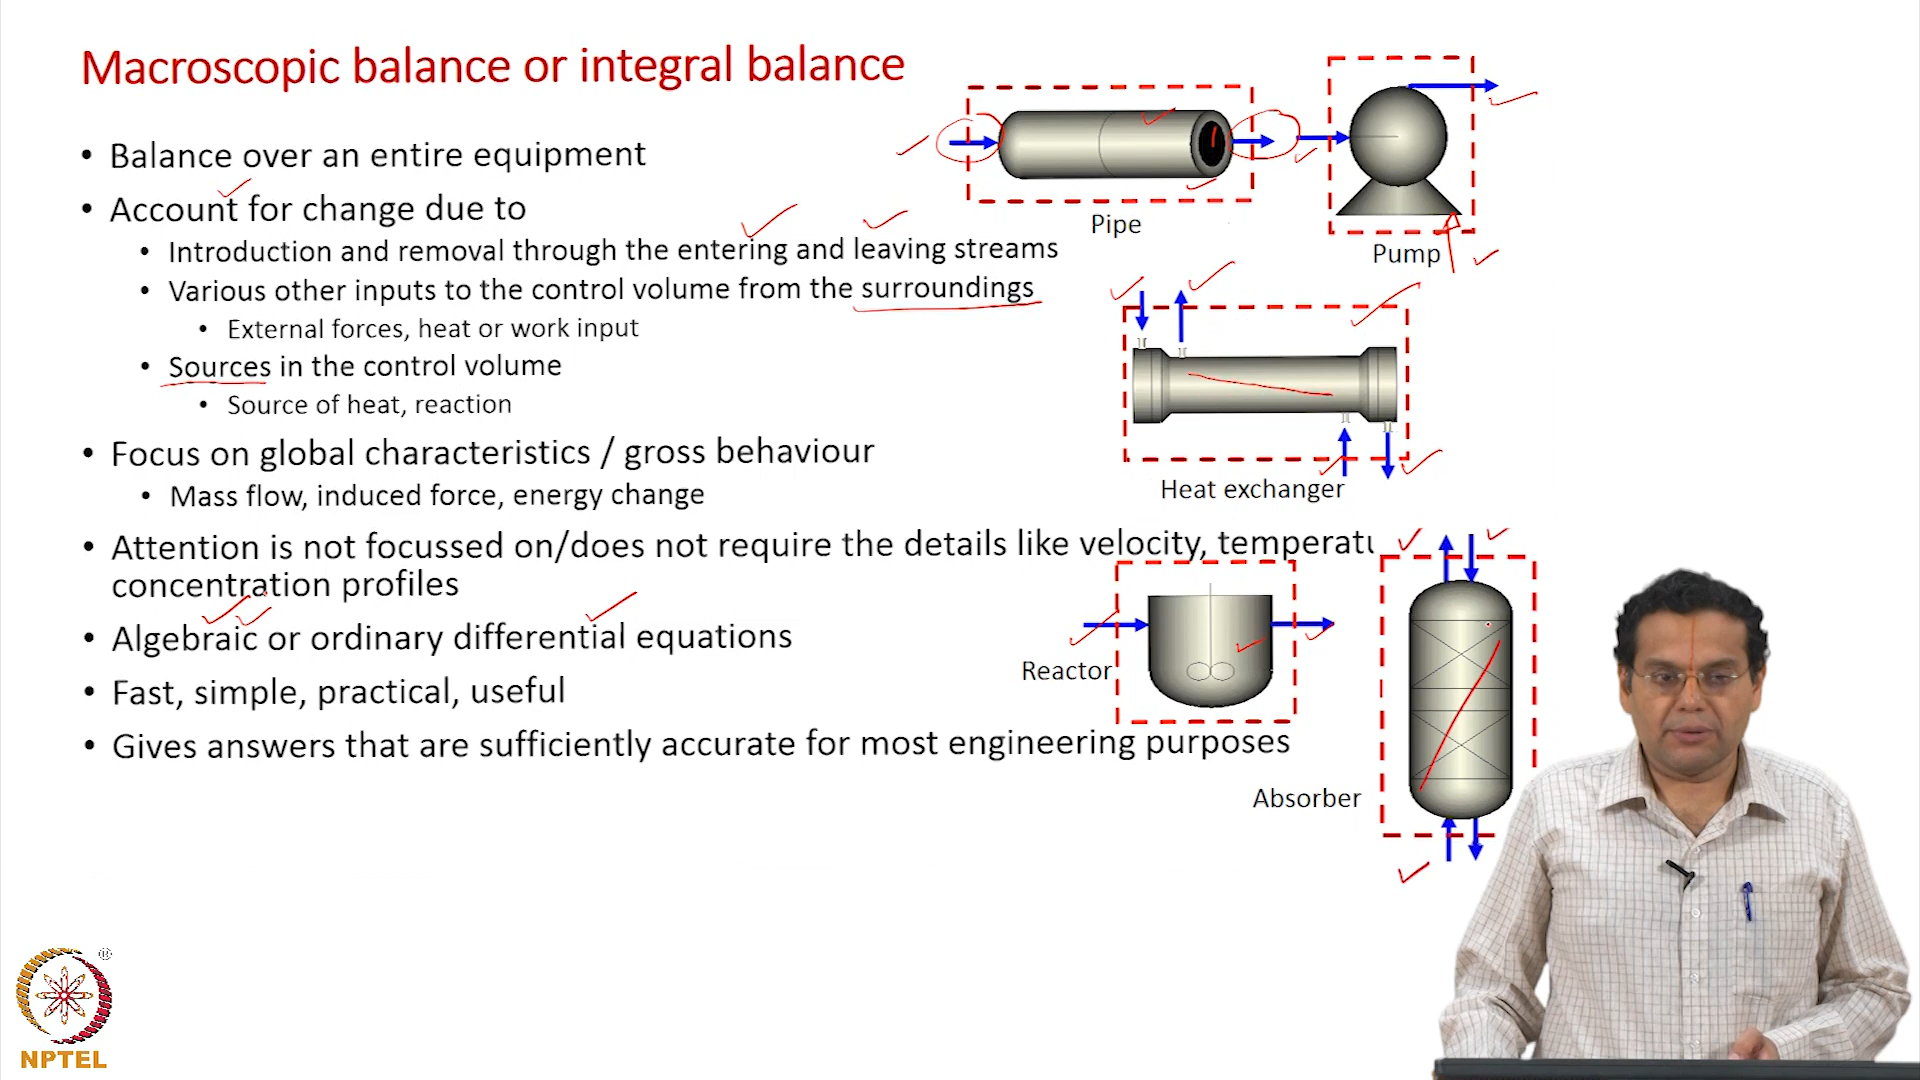 Macroscopic balance or integral balance
• Balance over an entire equipment
• Account for change due to
• Introduction and removal through the entering and leaving streams
• Various other inputs to the control volume from the surroundings
• External forces, heat or work input
• Sources in the control volume
• Source of heat, reaction
• Focus on global characteristics / gross behaviour
• Mass flow, induced force, energy change
• Attention is not focussed on/does not require the details like velocity,
concentration profiles
• Algebraic or ordinary differential equations
• Fast, simple, practical, useful
• Gives answers that are sufficiently accurate for most engineering purposes
Pipe
Pump
Heat exchanger
Reactor
Absorber
®
NPTEL